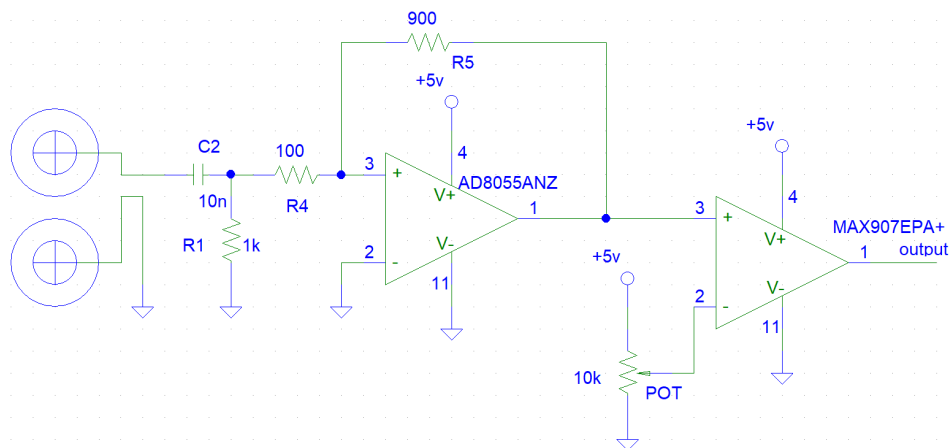 900
R5
+5v
C2
100
3
+
4
AD8055ANZ
V+
10n
R4
1
R1
1k
V-
2
-
11
+5v
4
3
+
V+
MAX907EPA+
1
output
+5v
V-
2
-
11
10k
POT